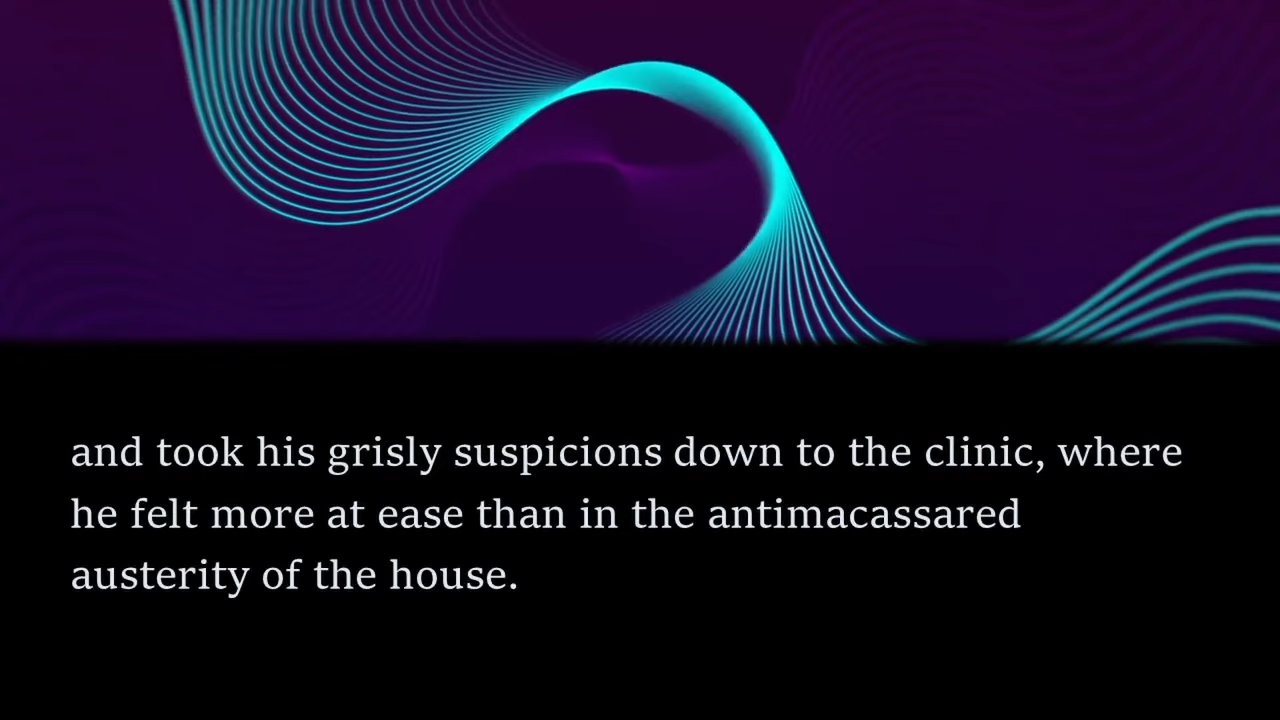 and took his grisly suspicions down to the clinic, where
he felt more at ease than in the antimacassared
austerity of the house.